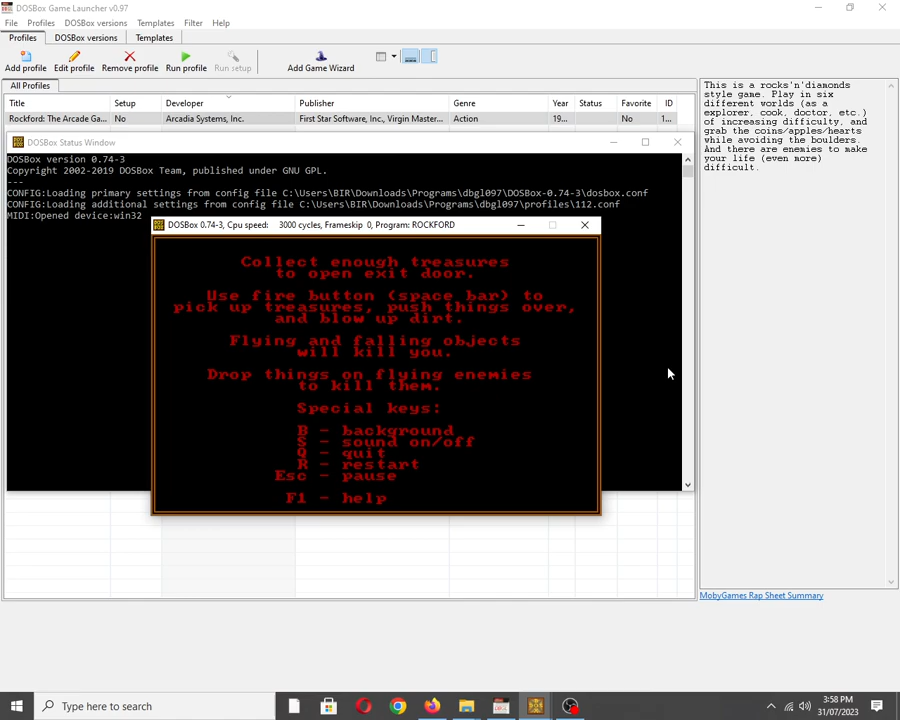 DOSBox Game Launcher v0.97
File Profiles DOSBox versions Templates Filter Help
Profiles DOSBox versions Templates
Add profile Edit profile Remove profile Run profile Run setup Add Game Wizard
All Profiles
Title Setup Developer Publisher Genre Year Status Favorite ID
Rockford: The Arcade Ga... No Arcadia Systems, Inc. First Star Software, Inc., Virgin Master... Action 19... No 1...
This is a rocks'n'diamonds
style game. Play in six
different worlds (as a
explorer, cook, doctor, etc.)
of increasing difficulty, and
grab the coins/apples/hearts
while avoiding the boulders.
And there are enemies to make
your life (even more)
difficult.
DOSBox Status Window
DOSBox version 0.74-3
Copyright 2002-2019 DOSBox Team, published under GNU GPL.
---
CONFIG:Loading primary settings from config file C:\Users\BIR\Downloads\Programs\dbgl097\DOSBox-0.74-3\dosbox.conf
CONFIG:Loading additional settings from config file C:\Users\BIR\Downloads\Programs\dbgl097\profiles\112.conf
MIDI:Opened device:win32
DOSBox 0.74-3, Cpu speed: 3000 cycles, Frameskip 0, Program: ROCKFORD
Collect enough treasures
to open exit door.
Use fire button (space bar) to
pick up treasures, push things over,
and blow up dirt.
Flying and falling objects
will kill you.
Drop things on flying enemies
to kill them.
Special keys:
B - background
S - sound on/off
Q - quit
R - restart
Esc - pause
F1 - help
MobyGames Rap Sheet Summary
Type here to search
3:58 PM
31/07/2023